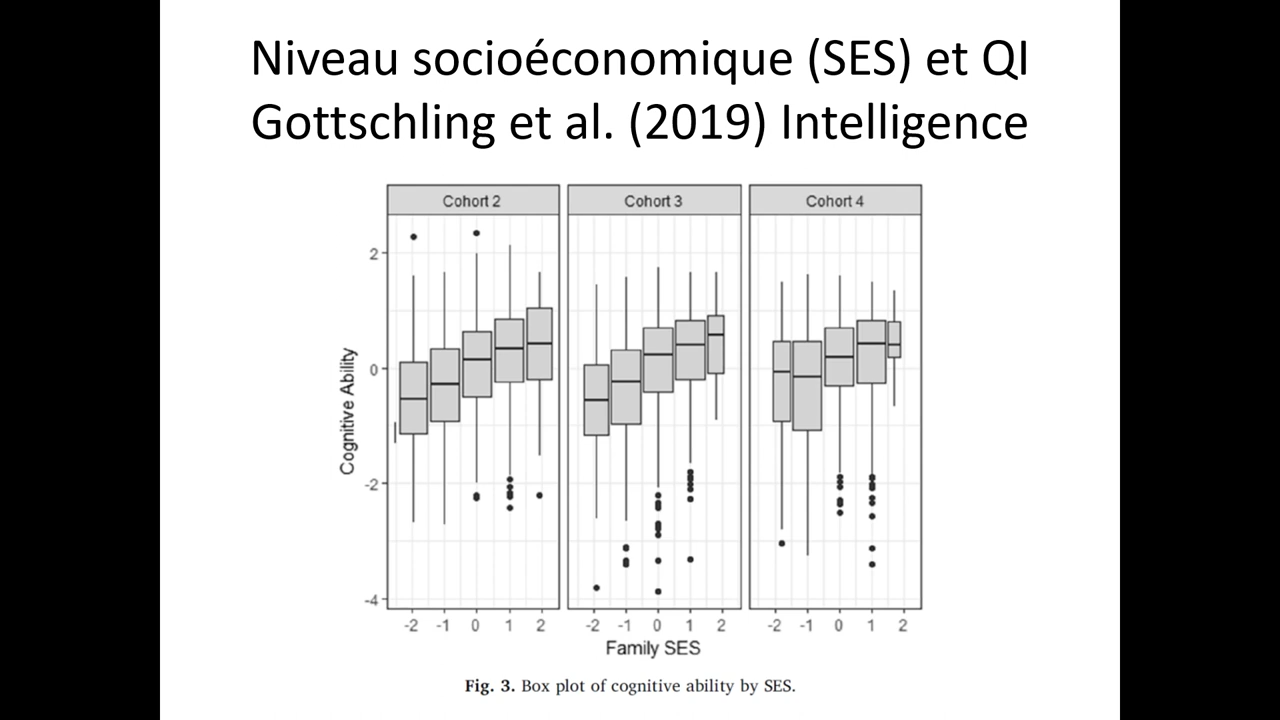 Niveau socioéconomique (SES) et QI
Gottschling et al. (2019) Intelligence
Cohort 2
Cohort 3
Cohort 4
Cognitive Ability
2
0
-2
-4
-2 -1 0 1 2
-2 -1 0 1 2
-2 -1 0 1 2
Family SES
Fig. 3. Box plot of cognitive ability by SES.